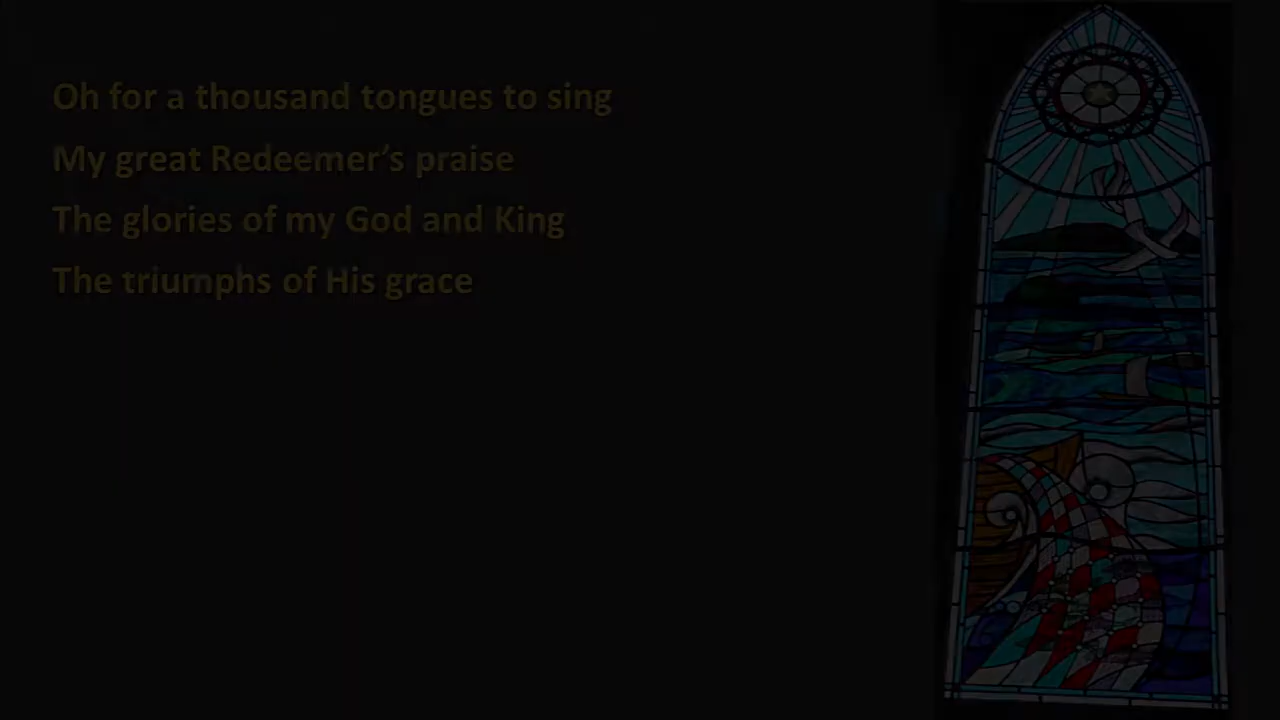 Oh for a thousand tongues to sing
My great Redeemer’s praise
The glories of my God and King
The triumphs of His grace